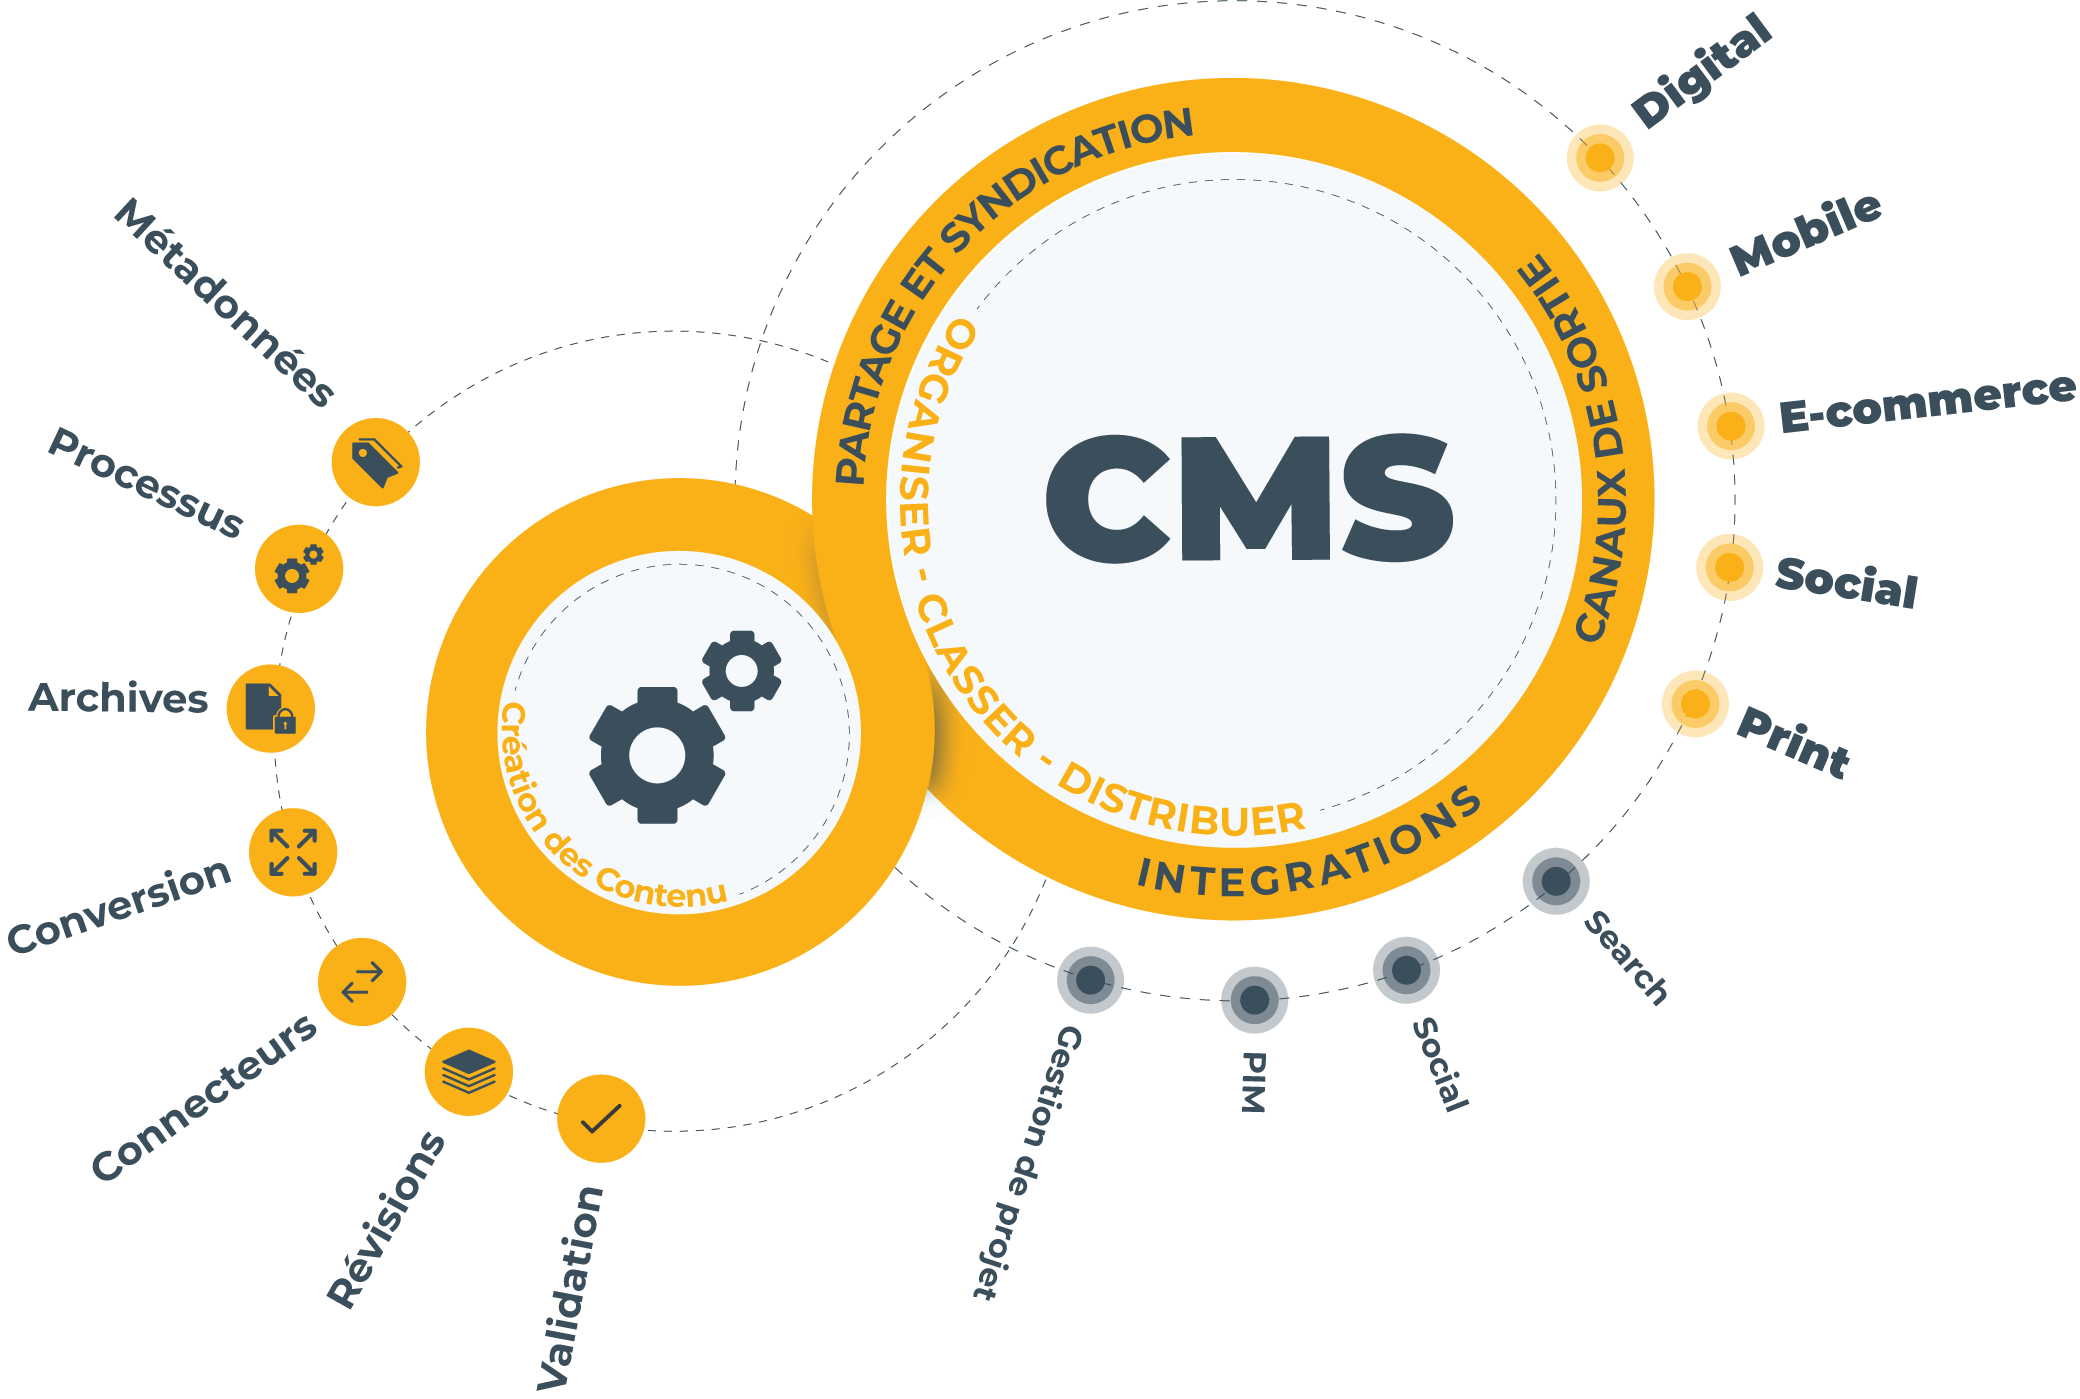 Métadonnées
Processus
Archives
Conversion
Connecteurs
Révisions
Validation
Création des Contenu
PARTAGE ET SYNDICATION
ORGANISER - CLASSER - DISTRIBUER
CMS
CANAUX DE SORTIE
INTEGRATIONS
Digital
Mobile
E-commerce
Social
Print
Search
Social
PIM
Gestion de projet